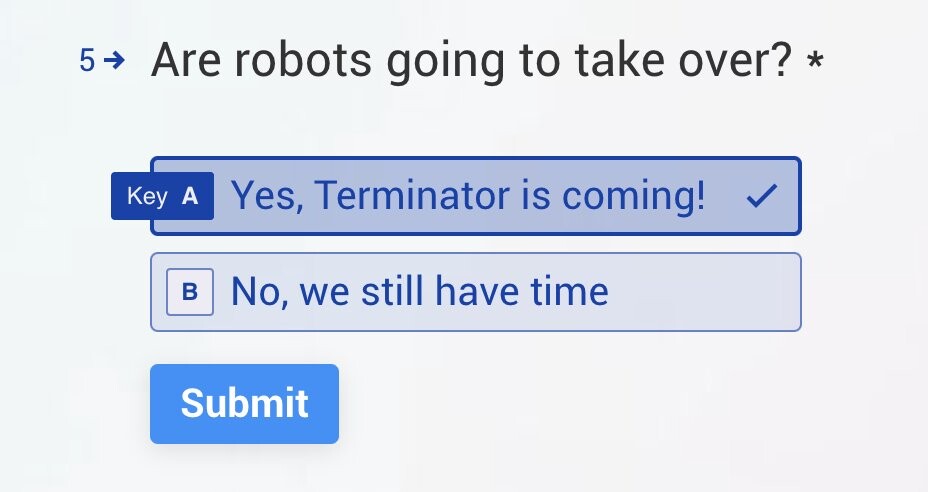 5 → Are robots going to take over? *
Key A Yes, Terminator is coming!
B No, we still have time
Submit